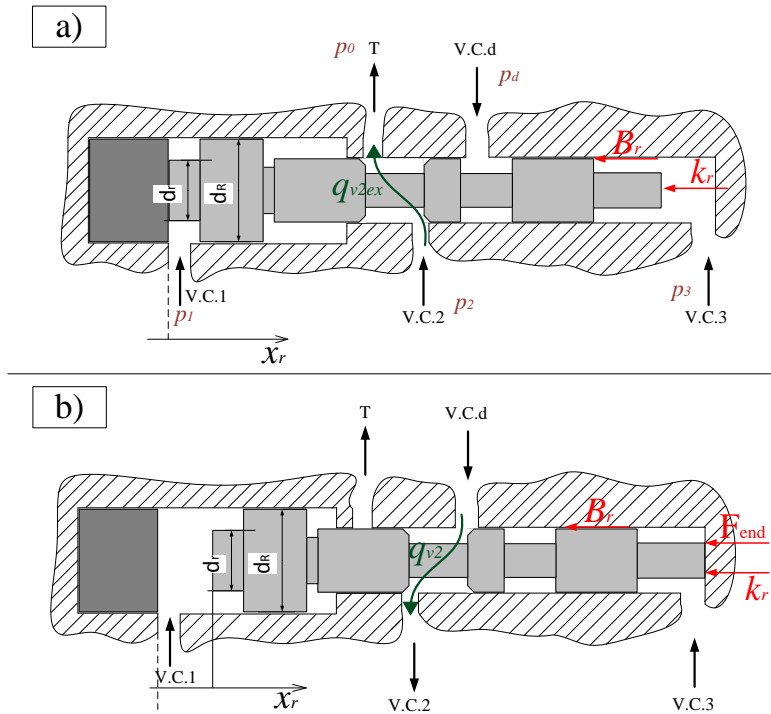 a)
p0 T V.C.d
pd
Br
kr
dr dR qv2ex
V.C.1 p1
V.C.2 p2
p3 V.C.3
xr
b)
T V.C.d
Br Fend
dr dR qv2
kr
V.C.1 V.C.2 V.C.3
xr